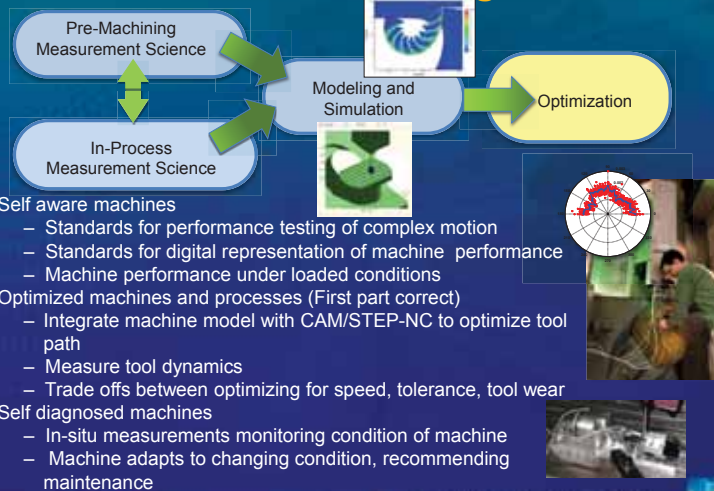 Pre-Machining
Measurement Science
Modeling and
Simulation
Optimization
In-Process
Measurement Science
Self aware machines
– Standards for performance testing of complex motion
– Standards for digital representation of machine performance
– Machine performance under loaded conditions
Optimized machines and processes (First part correct)
– Integrate machine model with CAM/STEP-NC to optimize tool
path
– Measure tool dynamics
– Trade offs between optimizing for speed, tolerance, tool wear
Self diagnosed machines
– In-situ measurements monitoring condition of machine
– Machine adapts to changing condition, recommending
maintenance